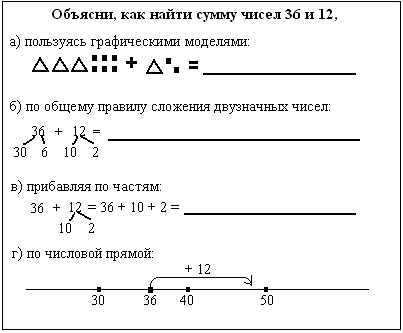 Объясни, как найти сумму чисел 36 и 12,
а) пользуясь графическими моделями:
+ =
б) по общему правилу сложения двузначных чисел:
36 + 12 =
30 6 10 2
в) прибавляя по частям:
36 + 12 = 36 + 10 + 2 =
10 2
г) по числовой прямой:
+ 12
30 36 40 50